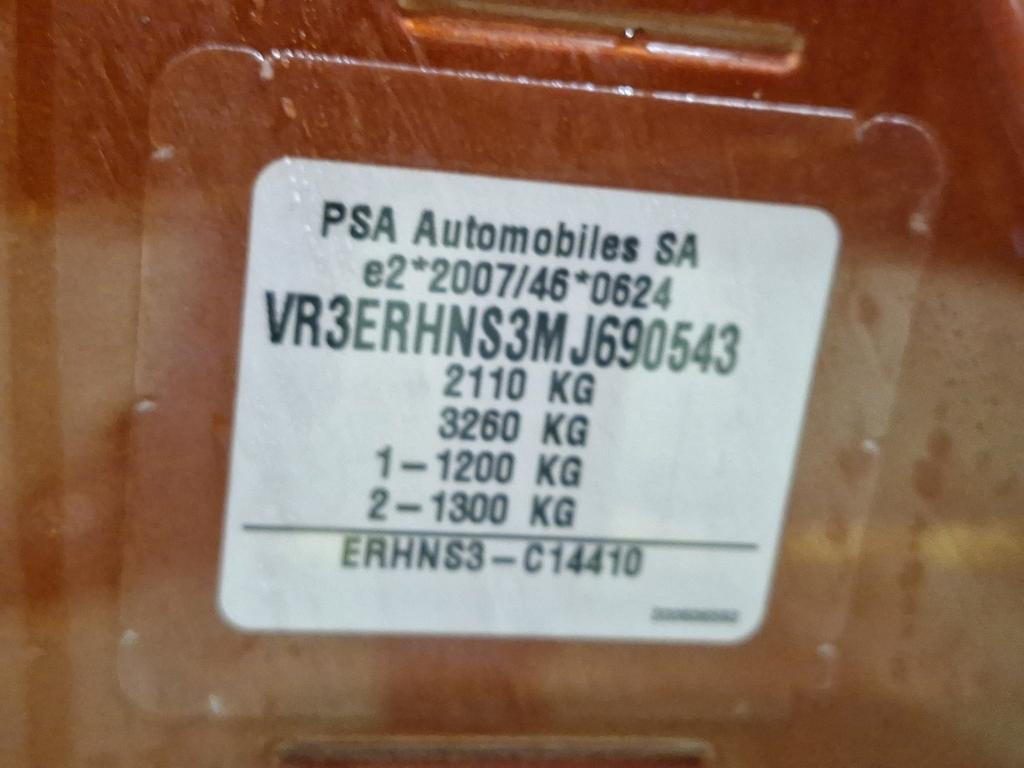 PSA Automobiles SA
e2*2007/46*0624
VR3ERHNS3MJ690543
2110 KG
3260 KG
1-1200 KG
2-1300 KG
ERHNS3-C14410